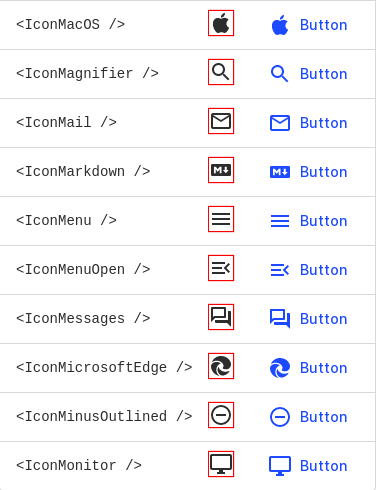 <IconMacOS /> Button
<IconMagnifier /> Button
<IconMail /> Button
<IconMarkdown /> Button
<IconMenu /> Button
<IconMenuOpen /> Button
<IconMessages /> Button
<IconMicrosoftEdge /> Button
<IconMinusOutlined /> Button
<IconMonitor /> Button